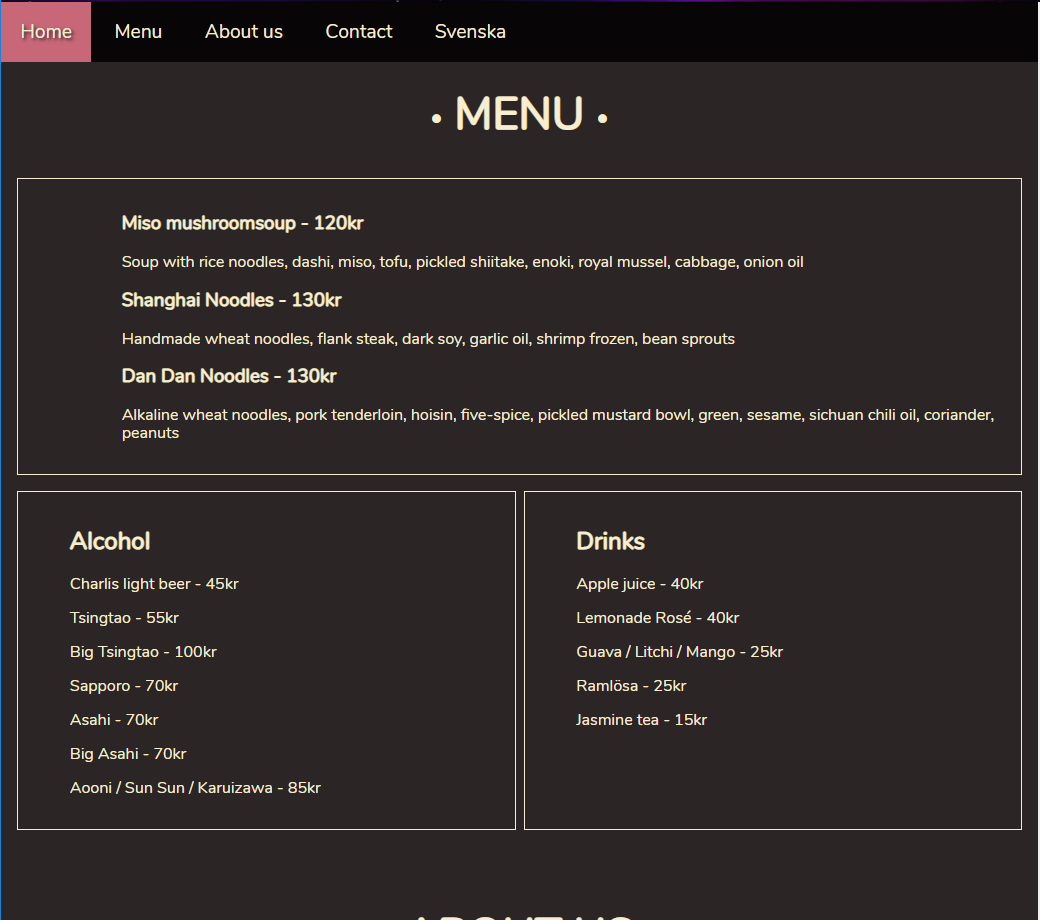 Home Menu About us Contact Svenska
• MENU •
Miso mushroomsoup - 120kr
Soup with rice noodles, dashi, miso, tofu, pickled shiitake, enoki, royal mussel, cabbage, onion oil
Shanghai Noodles - 130kr
Handmade wheat noodles, flank steak, dark soy, garlic oil, shrimp frozen, bean sprouts
Dan Dan Noodles - 130kr
Alkaline wheat noodles, pork tenderloin, hoisin, five-spice, pickled mustard bowl, green, sesame, sichuan chili oil, coriander,
peanuts
Alcohol
Charlis light beer - 45kr
Tsingtao - 55kr
Big Tsingtao - 100kr
Sapporo - 70kr
Asahi - 70kr
Big Asahi - 70kr
Aooni / Sun Sun / Karuizawa - 85kr
Drinks
Apple juice - 40kr
Lemonade Rosé - 40kr
Guava / Litchi / Mango - 25kr
Ramlösa - 25kr
Jasmine tea - 15kr
ABOUT US